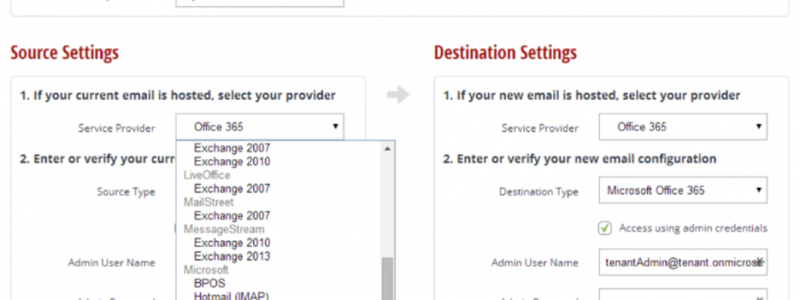 Source Settings
Destination Settings
1. If your current email is hosted, select your provider
1. If your new email is hosted, select your provider
Service Provider
Office 365
Service Provider
Office 365
Exchange 2007
Exchange 2010
2. Enter or verify your curr
2. Enter or verify your new email configuration
LiveOffice
Exchange 2007
Source Type
Destination Type
Microsoft Office 365
MailStreet
Exchange 2007
MessageStream
Access using admin credentials
Exchange 2010
Exchange 2013
Admin User Name
Admin User Name
tenantAdmin@tenant.onmicrosoft
Microsoft
BPOS
Hotmail (IMAP)